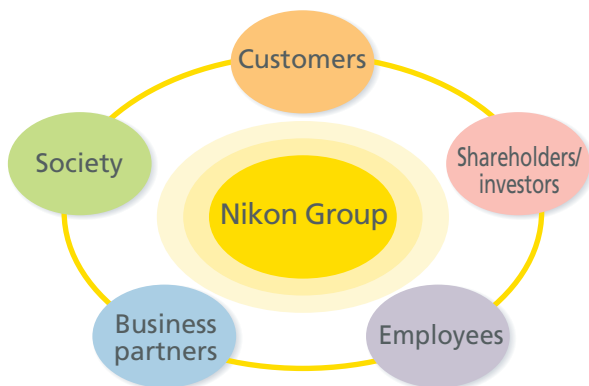 Customers
Society
Shareholders/
investors
Nikon Group
Business
partners
Employees